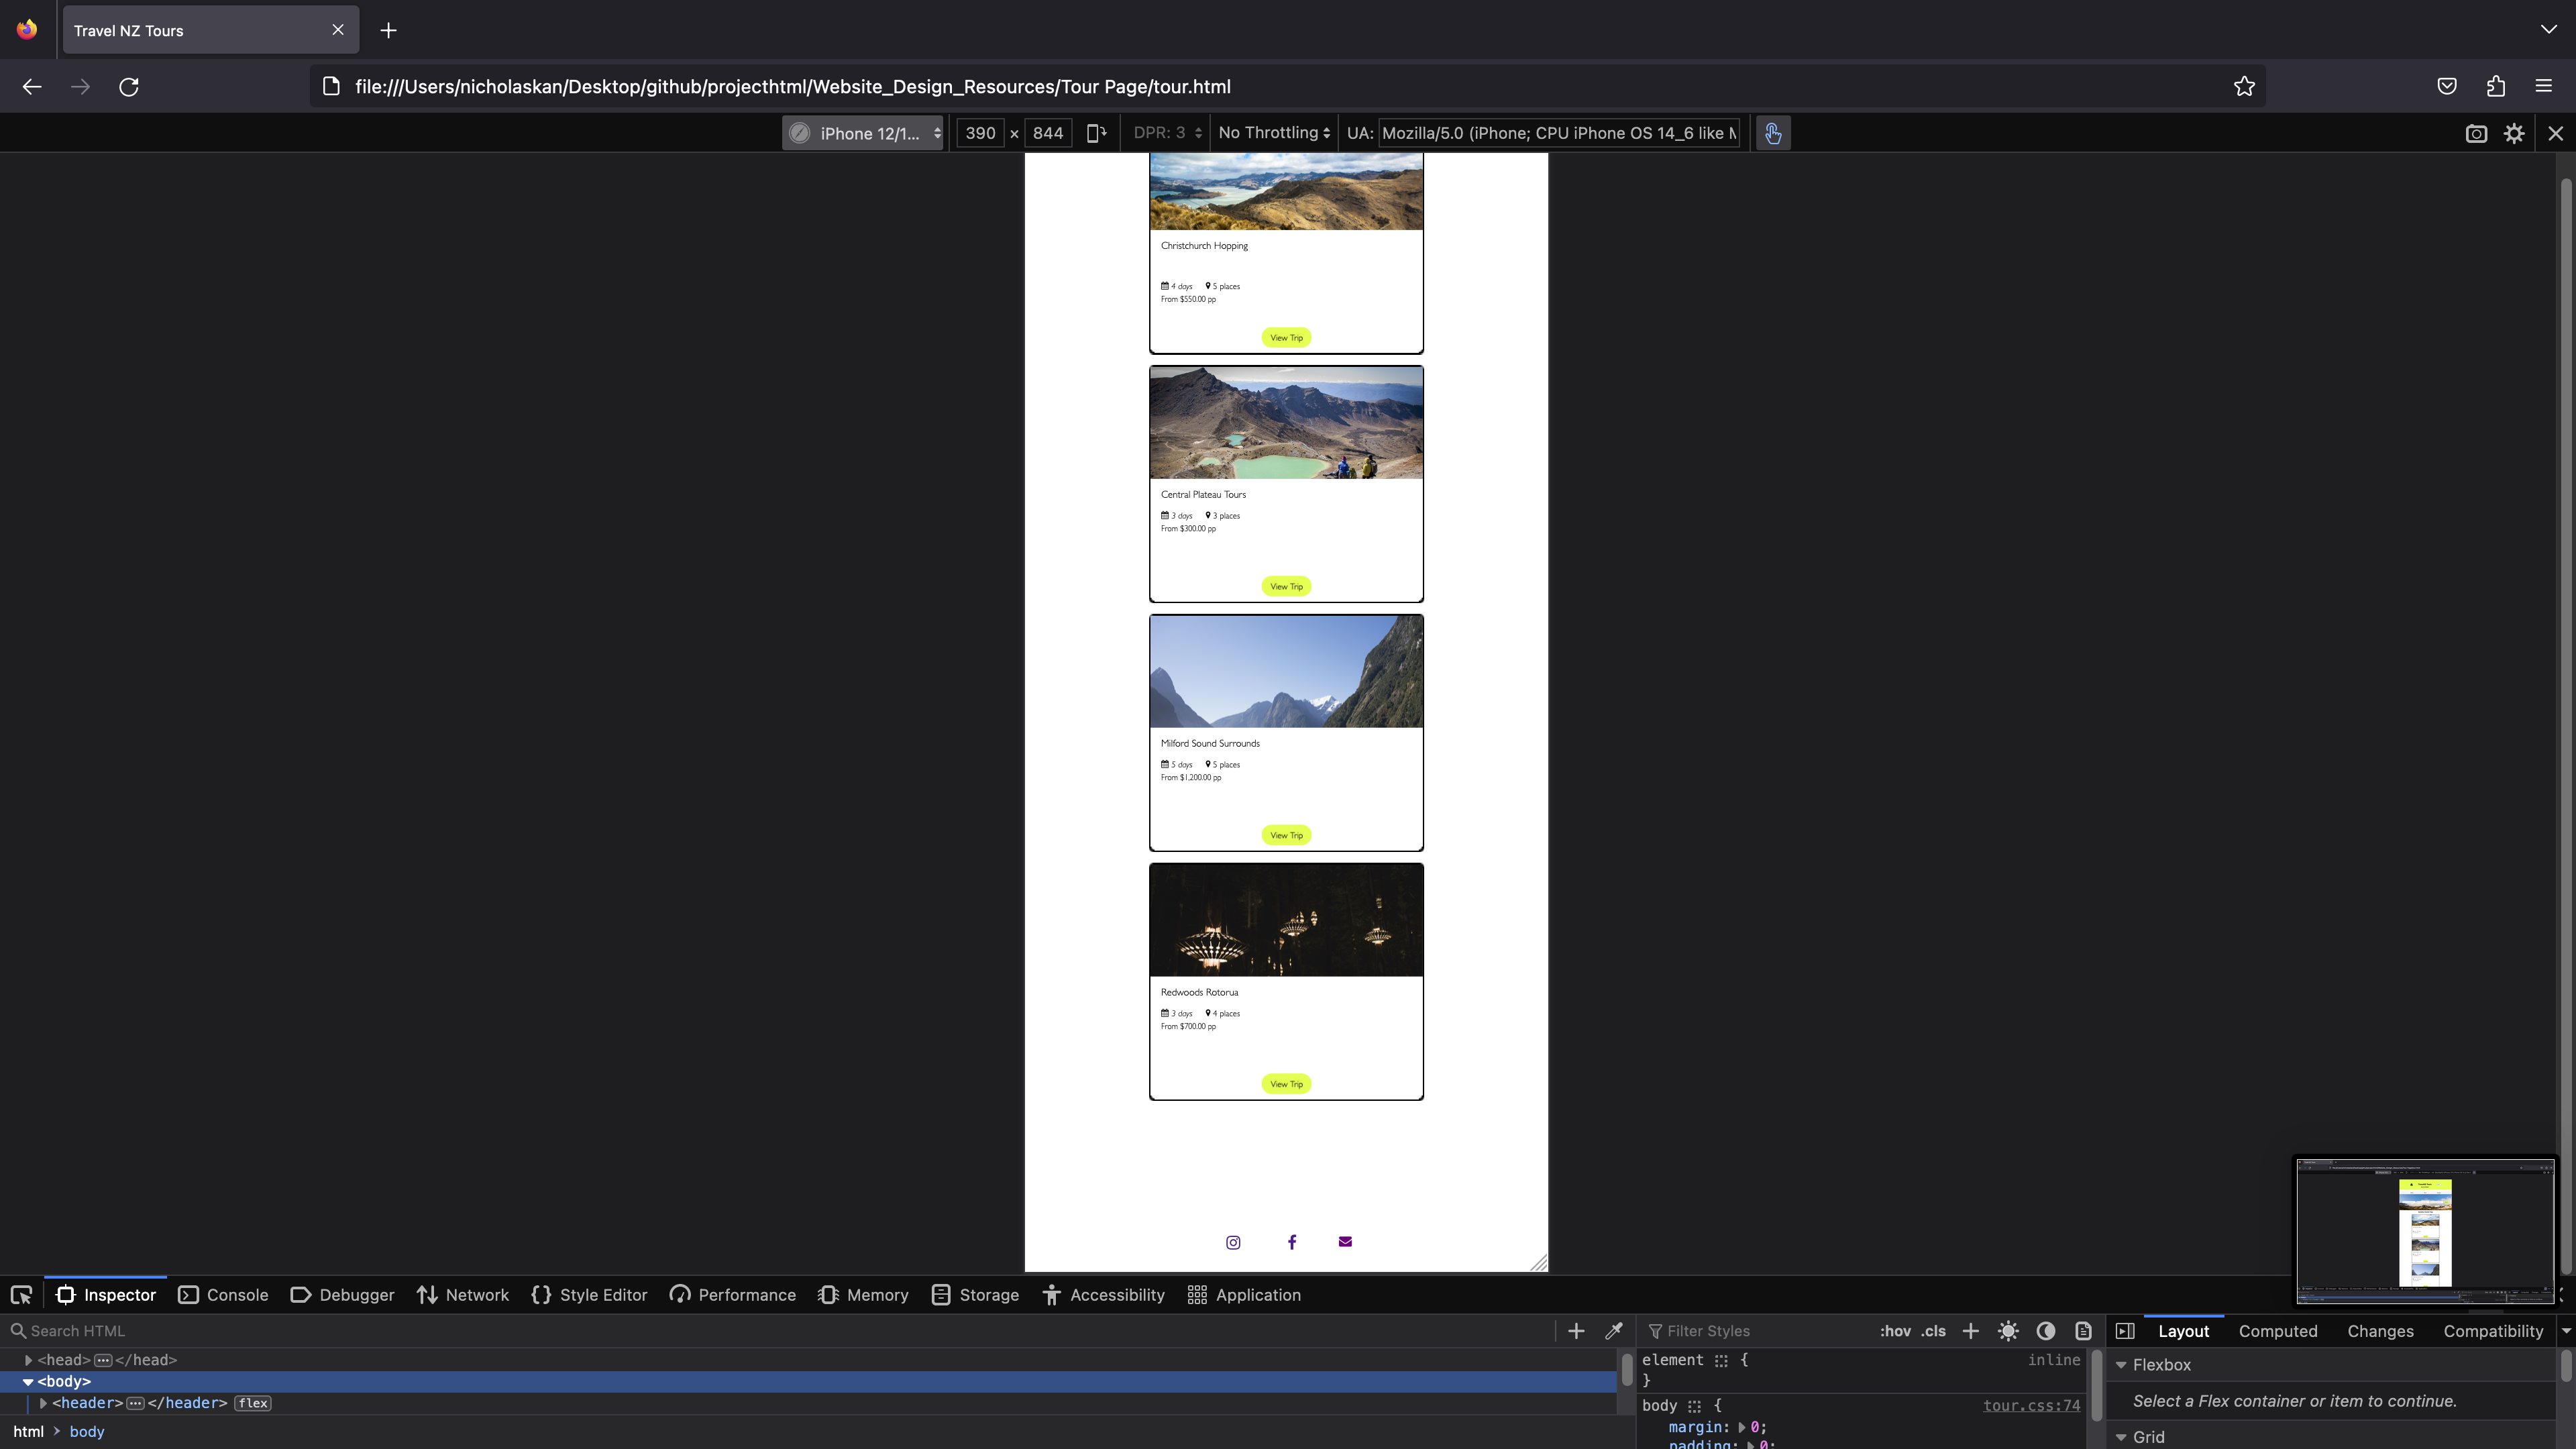 Travel NZ Tours
file:///Users/nicholaskan/Desktop/github/projecthtml/Website_Design_Resources/Tour Page/tour.html
iPhone 12/1... 390 × 844 DPR: 3 No Throttling UA: Mozilla/5.0 (iPhone; CPU iPhone OS 14_6 like M
Christchurch Hopping
4 days 5 places
From $550.00 pp
View Trip
Central Plateau Tours
3 days 3 places
From $300.00 pp
View Trip
Milford Sound Surrounds
5 days 5 places
From $1,200.00 pp
View Trip
Redwoods Rotorua
3 days 4 places
From $700.00 pp
View Trip
Inspector Console Debugger Network Style Editor Performance Memory Storage Accessibility Application
Search HTML
<head> ... </head>
<body>
<header> ... </header> flex
html > body
Filter Styles :hov .cls
element { inline
}
body { tour.css:74
margin: 0;
padding: 0;
Layout Computed Changes Compatibility
Flexbox
Select a Flex container or item to continue.
Grid